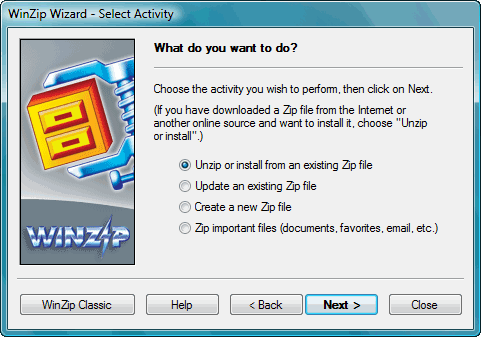 WinZip Wizard - Select Activity
What do you want to do?
Choose the activity you wish to perform, then click on Next.
(If you have downloaded a Zip file from the Internet or
another online source and want to install it, choose "Unzip
or install".)
Unzip or install from an existing Zip file
Update an existing Zip file
Create a new Zip file
Zip important files (documents, favorites, email, etc.)
WINZIP
WinZip Classic
Help
< Back
Next >
Close